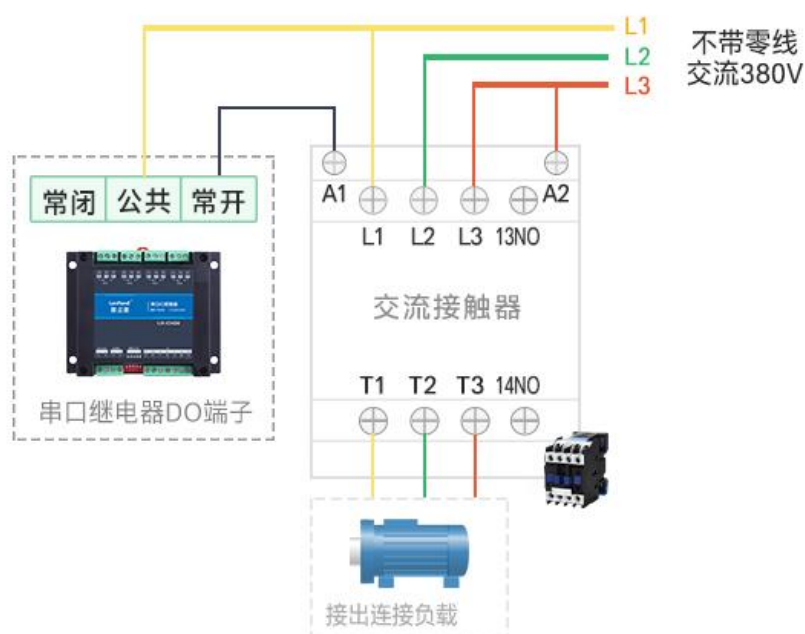 L1
L2
L3
不带零线
交流380V
常闭 公共 常开
A1
A2
L1 L2 L3 13NO
交流接触器
T1 T2 T3 14NO
串口继电器DO端子
接出连接负载